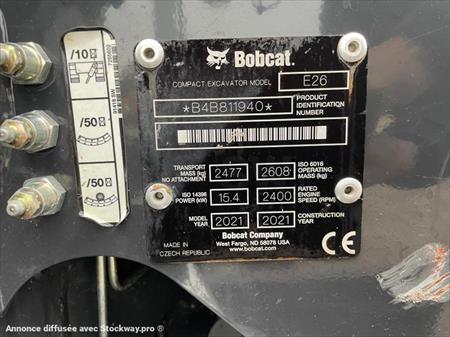 /10
/50
/50
Bobcat.
COMPACT EXCAVATOR MODEL E26
*B4B811940*
PRODUCT IDENTIFICATION NUMBER
TRANSPORT MASS (kg) NO ATTACHMENT 2477
2608 ISO 6016 OPERATING MASS (kg)
ISO 14396 POWER (kW) 15.4
2400 RATED ENGINE SPEED (RPM)
MODEL YEAR 2021
2021 CONSTRUCTION YEAR
Bobcat Company
West Fargo, ND 58078 USA
www.bobcat.com
MADE IN
CZECH REPUBLIC
CE
Annonce diffusée avec Stockway.pro ®